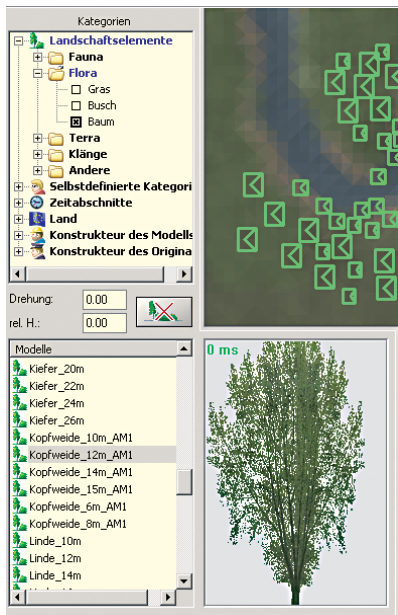 Kategorien
Landschaftselemente
Fauna
Flora
Gras
Busch
Baum
Terra
Klänge
Andere
Selbstdefinierte Kategori
Zeitabschnitte
Land
Konstrukteur des Modells
Konstrukteur des Origina
Drehung: 0.00
rel. H.: 0.00
Modelle
Kiefer_20m
Kiefer_22m
Kiefer_24m
Kiefer_26m
Kopfweide_10m_AM1
Kopfweide_12m_AM1
Kopfweide_14m_AM1
Kopfweide_15m_AM1
Kopfweide_6m_AM1
Kopfweide_8m_AM1
Linde_10m
Linde_12m
Linde_14m
0 ms